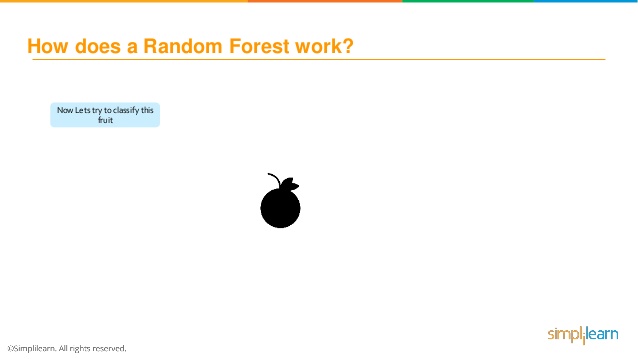 How does a Random Forest work?
Now Lets try to classify this
fruit
simplilearn
©Simplilearn. All rights reserved.